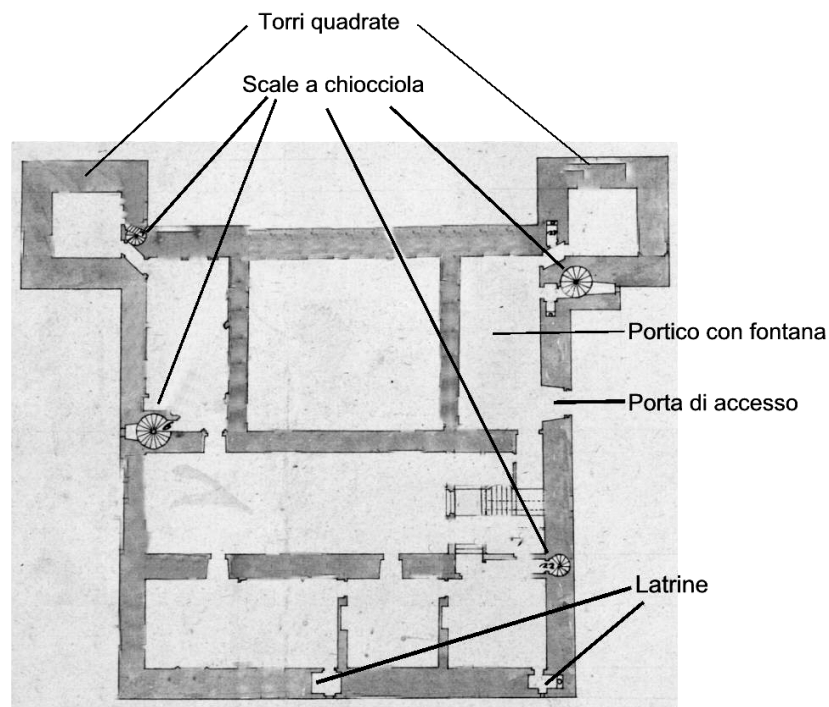 Torri quadrate
Scale a chiocciola
Portico con fontana
Porta di accesso
Latrine